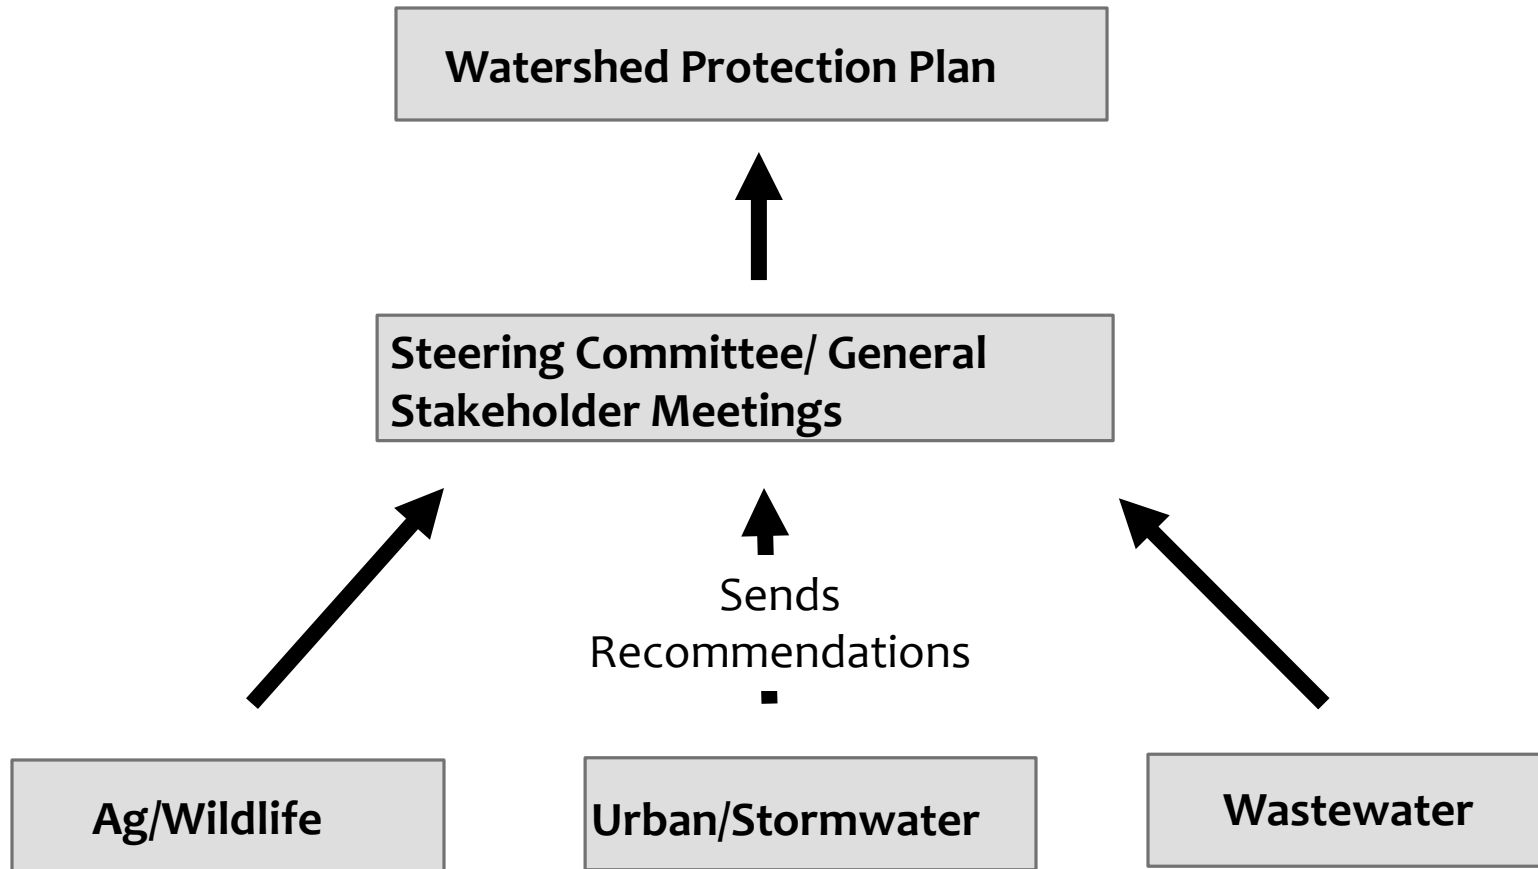 Watershed Protection Plan
Steering Committee/ General
Stakeholder Meetings
Sends
Recommendations
Ag/Wildlife
Urban/Stormwater
Wastewater